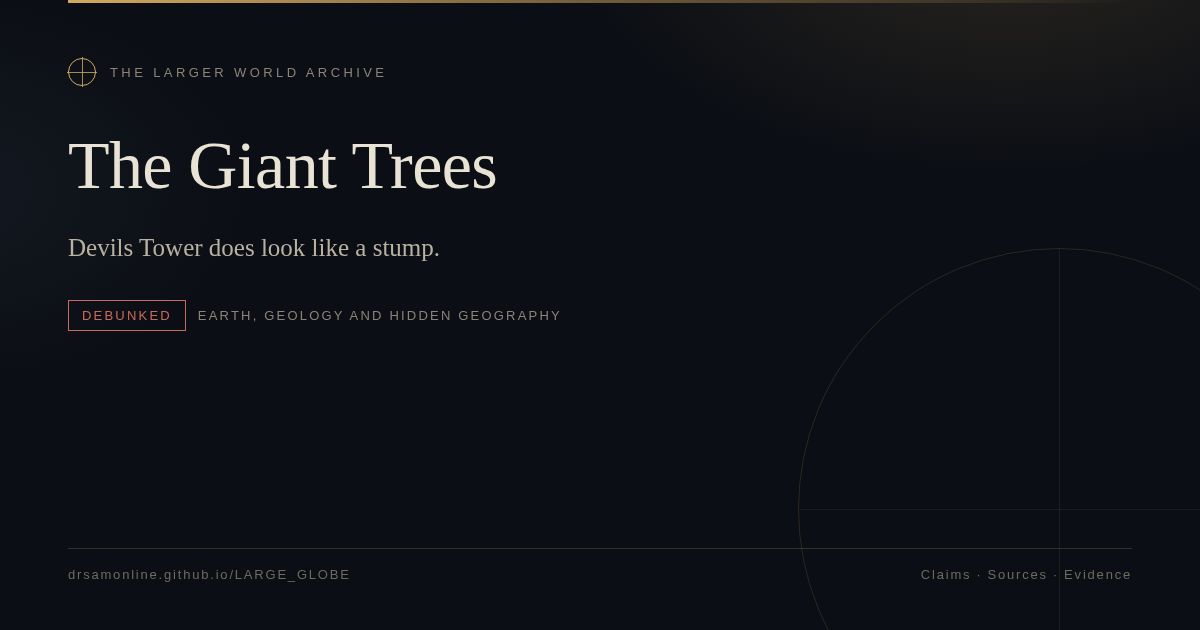 THE LARGER WORLD ARCHIVE
The Giant Trees
Devils Tower does look like a stump.
DEBUNKED EARTH, GEOLOGY AND HIDDEN GEOGRAPHY
drsamonline.github.io/LARGE_GLOBE
Claims · Sources · Evidence